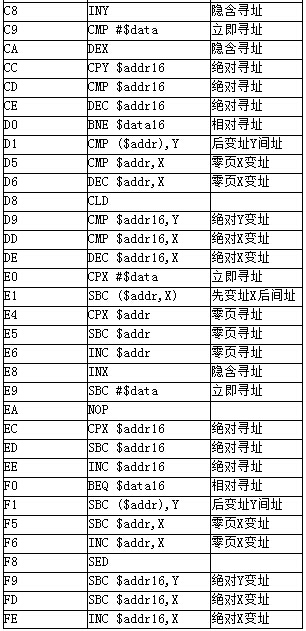 C8 INY 隐含寻址
C9 CMP #$data 立即寻址
CA DEX 隐含寻址
CC CPY $addr16 绝对寻址
CD CMP $addr16 绝对寻址
CE DEC $addr16 绝对寻址
D0 BNE $data16 相对寻址
D1 CMP ($addr),Y 后变址Y间址
D5 CMP $addr,X 零页X变址
D6 DEC $addr,X 零页X变址
D8 CLD
D9 CMP $addr16,Y 绝对Y变址
DD CMP $addr16,X 绝对X变址
DE DEC $addr16,X 绝对X变址
E0 CPX #$data 立即寻址
E1 SBC ($addr,X) 先变址X后间址
E4 CPX $addr 零页寻址
E5 SBC $addr 零页寻址
E6 INC $addr 零页寻址
E8 INX 隐含寻址
E9 SBC #$data 立即寻址
EA NOP
EC CPX $addr16 绝对寻址
ED SBC $addr16 绝对寻址
EE INC $addr16 绝对寻址
F0 BEQ $data16 相对寻址
F1 SBC ($addr),Y 后变址Y间址
F5 SBC $addr,X 零页X变址
F6 INC $addr,X 零页X变址
F8 SED
F9 SBC $addr16,Y 绝对Y变址
FD SBC $addr16,X 绝对X变址
FE INC $addr16,X 绝对X变址